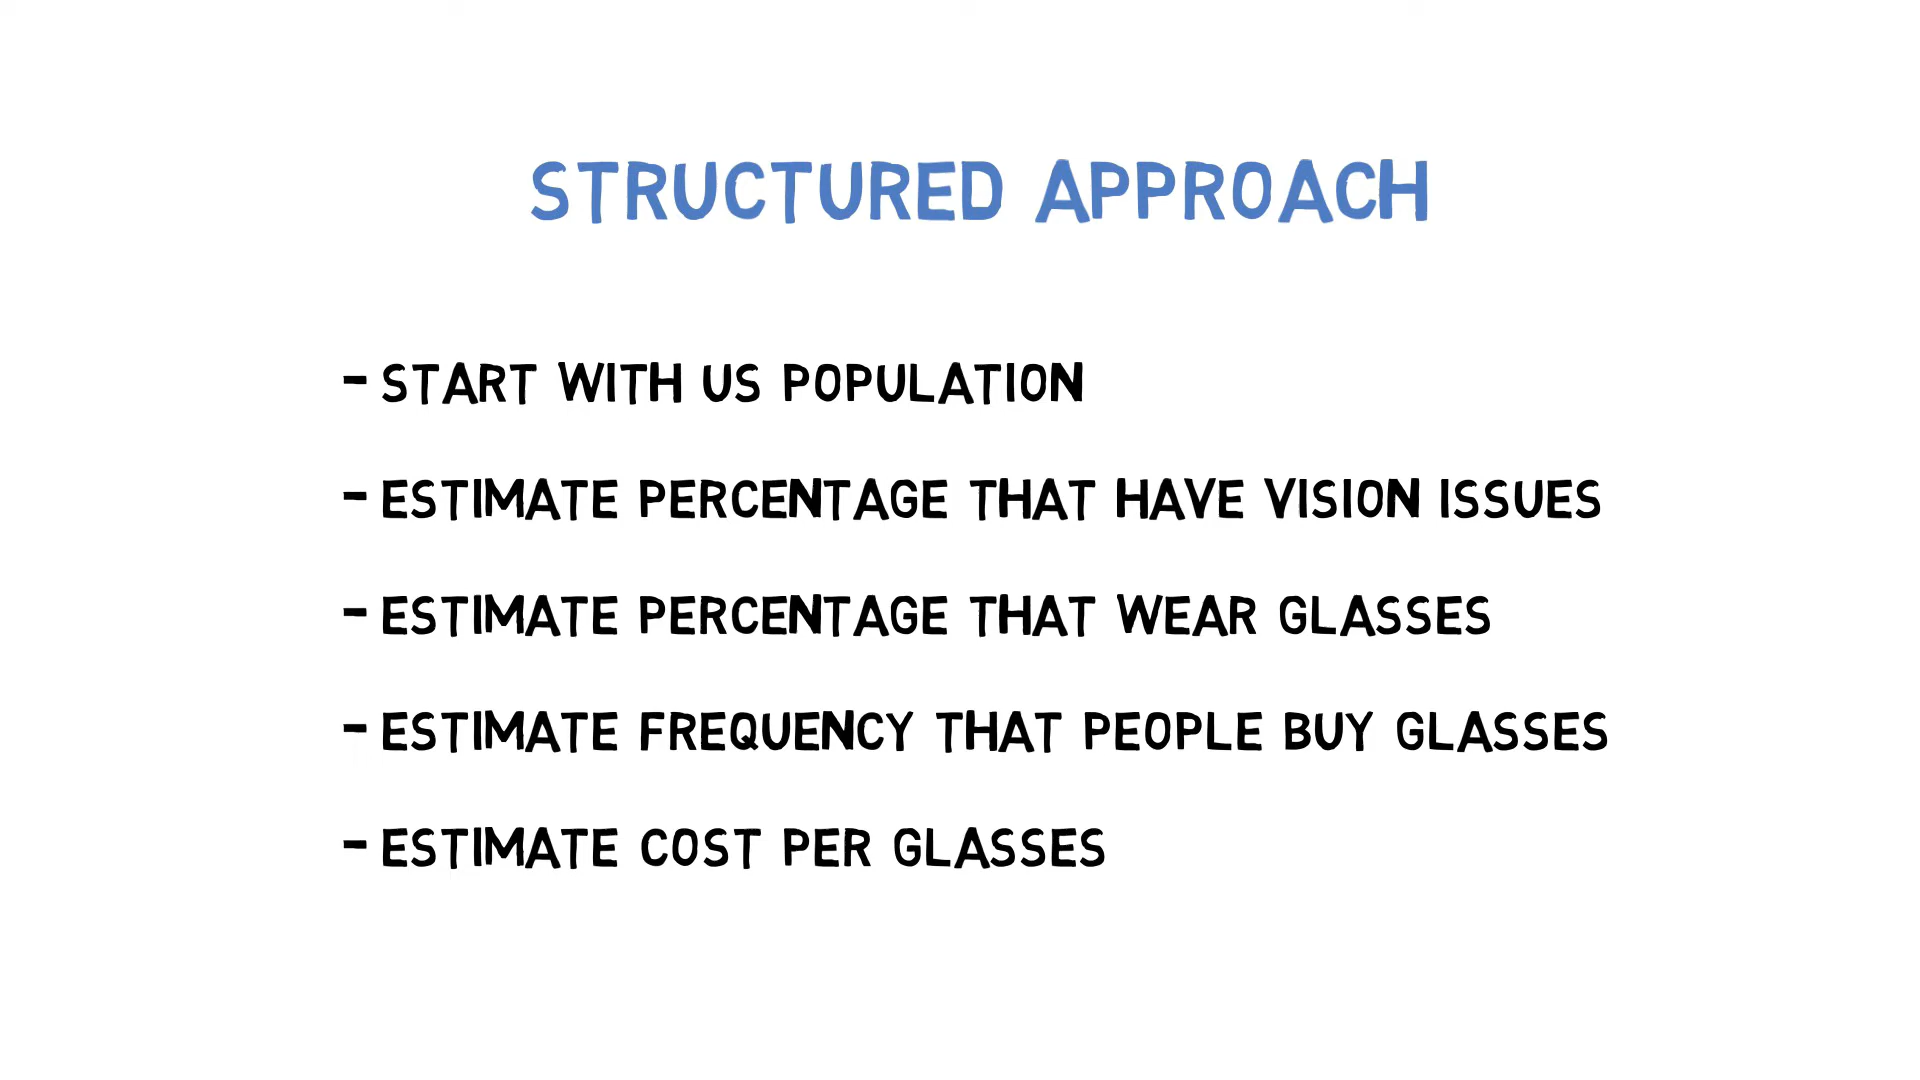 STRUCTURED APPROACH
- START WITH US POPULATION
- ESTIMATE PERCENTAGE THAT HAVE VISION ISSUES
- ESTIMATE PERCENTAGE THAT WEAR GLASSES
- ESTIMATE FREQUENCY THAT PEOPLE BUY GLASSES
- ESTIMATE COST PER GLASSES